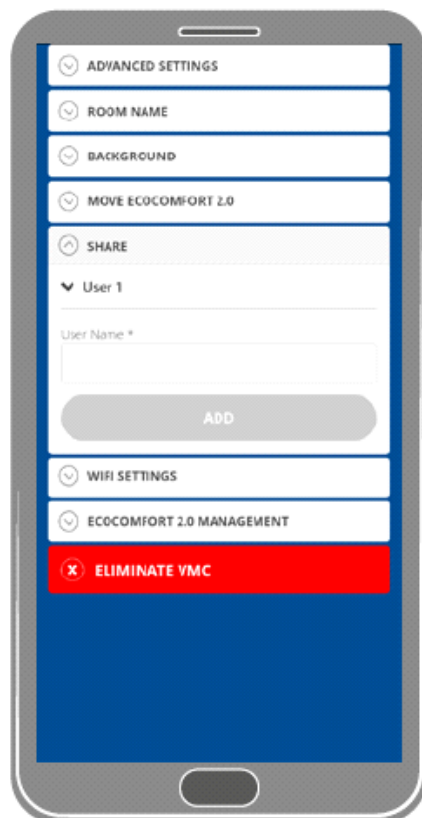 ADVANCED SETTINGS
ROOM NAME
BACKGROUND
MOVE ECOCOMFORT 2.0
SHARE
User 1
User Name *
ADD
WIFI SETTINGS
ECOCOMFORT 2.0 MANAGEMENT
ELIMINATE VMC